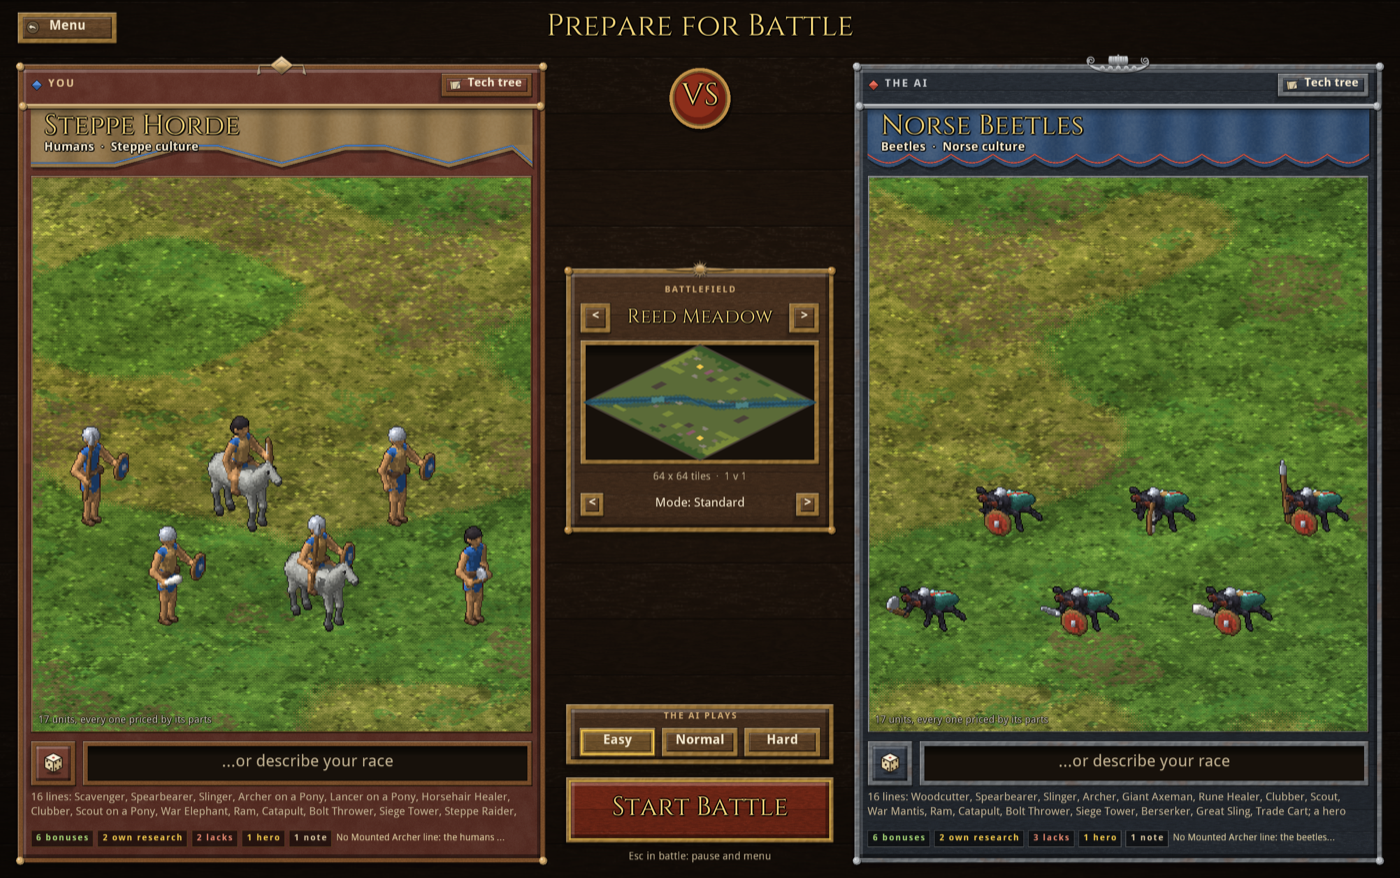 Menu
PREPARE FOR BATTLE
YOU
Tech tree
STEPPE HORDE
Humans · Steppe culture
17 units, every one priced by its parts
...or describe your race
16 lines: Scavenger, Spearbearer, Slinger, Archer on a Pony, Lancer on a Pony, Horsehair Healer,
Clubber, Scout on a Pony, War Elephant, Ram, Catapult, Bolt Thrower, Siege Tower, Steppe Raider,
6 bonuses
2 own research
2 lacks
1 hero
1 note
No Mounted Archer line: the humans ...
VS
BATTLEFIELD
<
REED MEADOW
>
64 x 64 tiles · 1 v 1
<
Mode: Standard
>
THE AI PLAYS
Easy
Normal
Hard
START BATTLE
Esc in battle: pause and menu
THE AI
Tech tree
NORSE BEETLES
Beetles · Norse culture
17 units, every one priced by its parts
...or describe your race
16 lines: Woodcutter, Spearbearer, Slinger, Archer, Giant Axeman, Rune Healer, Clubber, Scout,
War Mantis, Ram, Catapult, Bolt Thrower, Siege Tower, Berserker, Great Sling, Trade Cart; a hero
6 bonuses
2 own research
3 lacks
1 hero
1 note
No Mounted Archer line: the beetles...